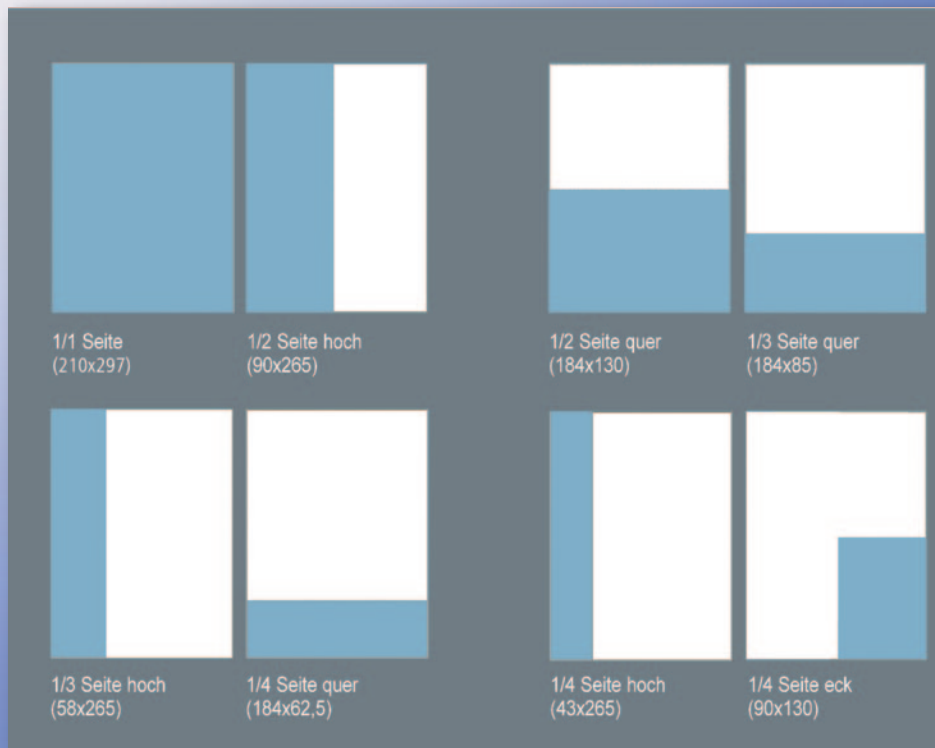 1/1 Seite
(210x297)
1/2 Seite hoch
(90x265)
1/2 Seite quer
(184x130)
1/3 Seite quer
(184x85)
1/3 Seite hoch
(58x265)
1/4 Seite quer
(184x62,5)
1/4 Seite hoch
(43x265)
1/4 Seite eck
(90x130)